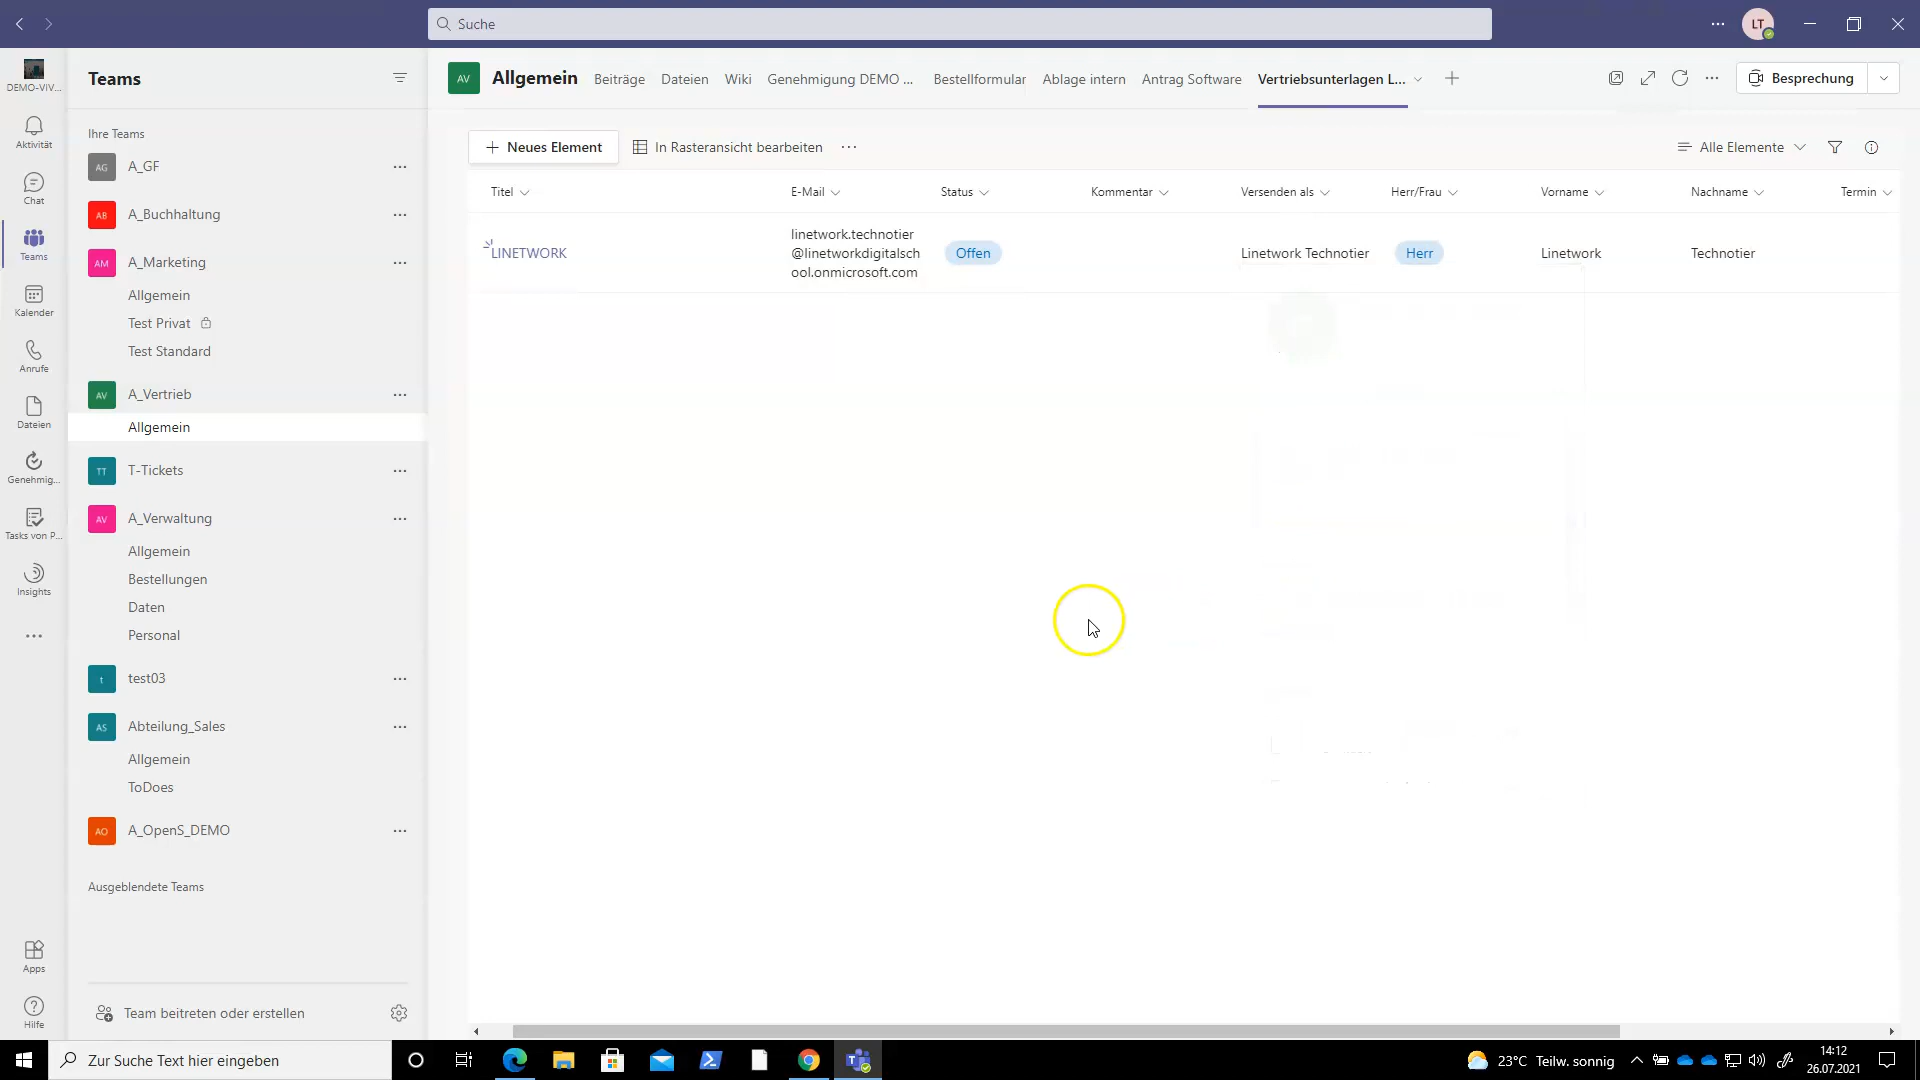 Suche
LT
DEMO-VIV...
Aktivität
Chat
Teams
Kalender
Anrufe
Dateien
Genehmig...
Tasks von P...
Insights
Apps
Hilfe
Teams
Ihre Teams
AG A_GF
AB A_Buchhaltung
AM A_Marketing
Allgemein
Test Privat
Test Standard
AV A_Vertrieb
Allgemein
TT T-Tickets
AV A_Verwaltung
Allgemein
Bestellungen
Daten
Personal
t test03
AS Abteilung_Sales
Allgemein
ToDoes
AO A_OpenS_DEMO
Ausgeblendete Teams
Team beitreten oder erstellen
AV Allgemein Beiträge Dateien Wiki Genehmigung DEMO ... Bestellformular Ablage intern Antrag Software Vertriebsunterlagen L... Besprechung
Neues Element In Rasteransicht bearbeiten Alle Elemente
Titel E-Mail Status Kommentar Versenden als Herr/Frau Vorname Nachname Termin
LINETWORK
linetwork.technotier
@linetworkdigitalsch
ool.onmicrosoft.com
Offen Linetwork Technotier Herr Linetwork Technotier
Zur Suche Text hier eingeben
23°C Teilw. sonnig
14:12
26.07.2021